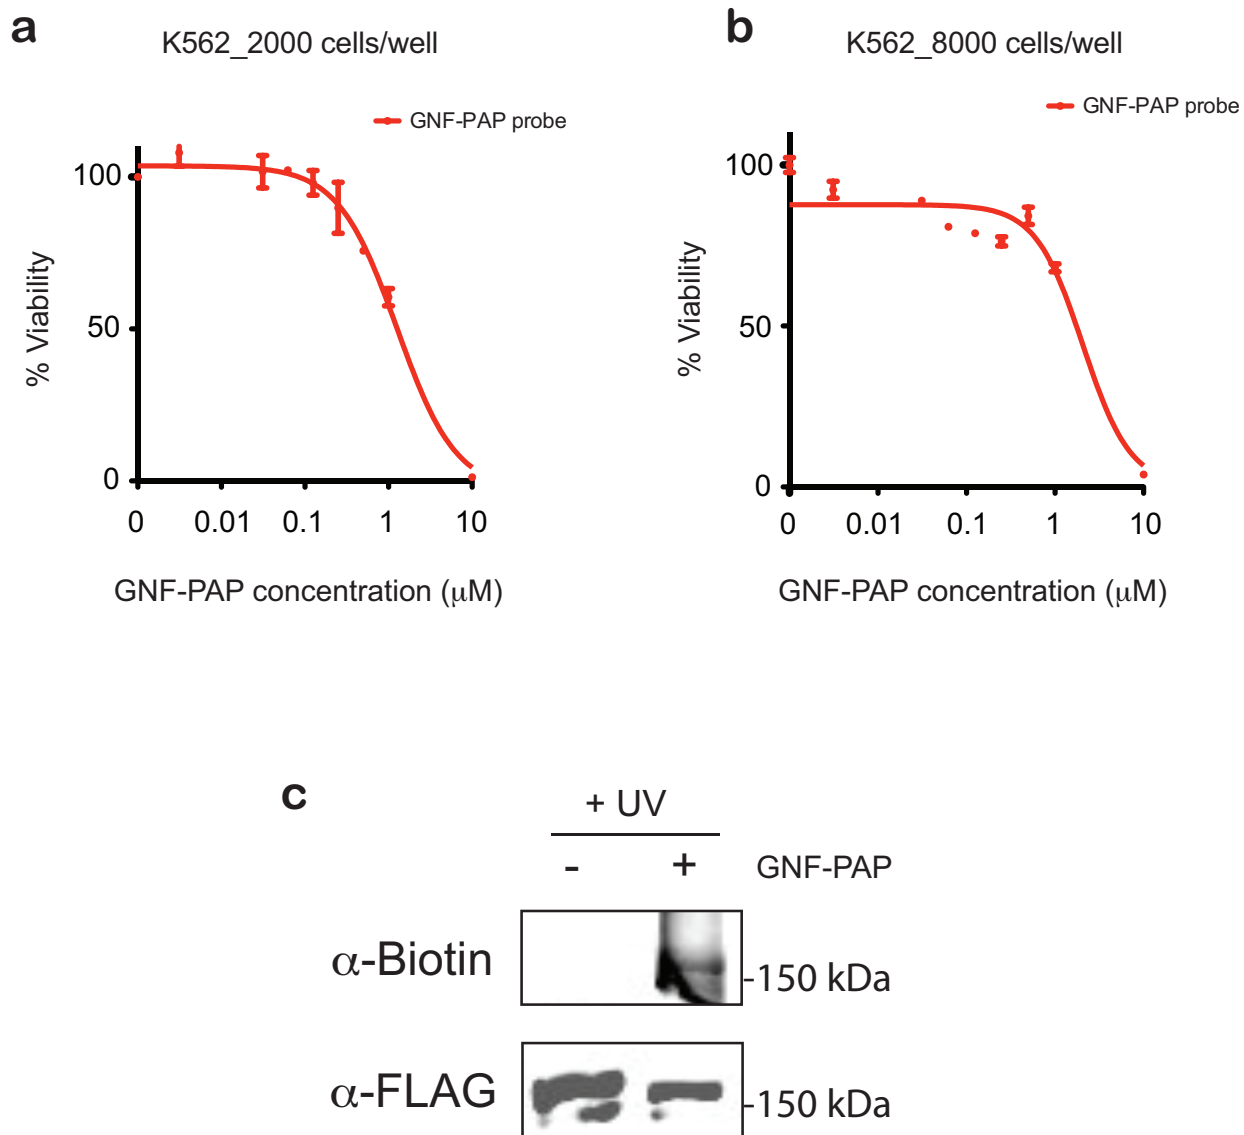 a
K562_2000 cells/well
GNF-PAP probe
100
50
0
% Viability
0 0.01 0.1 1 10
GNF-PAP concentration (μM)
b
K562_8000 cells/well
GNF-PAP probe
100
50
0
% Viability
0 0.01 0.1 1 10
GNF-PAP concentration (μM)
c
+ UV
- + GNF-PAP
α-Biotin
-150 kDa
α-FLAG
-150 kDa